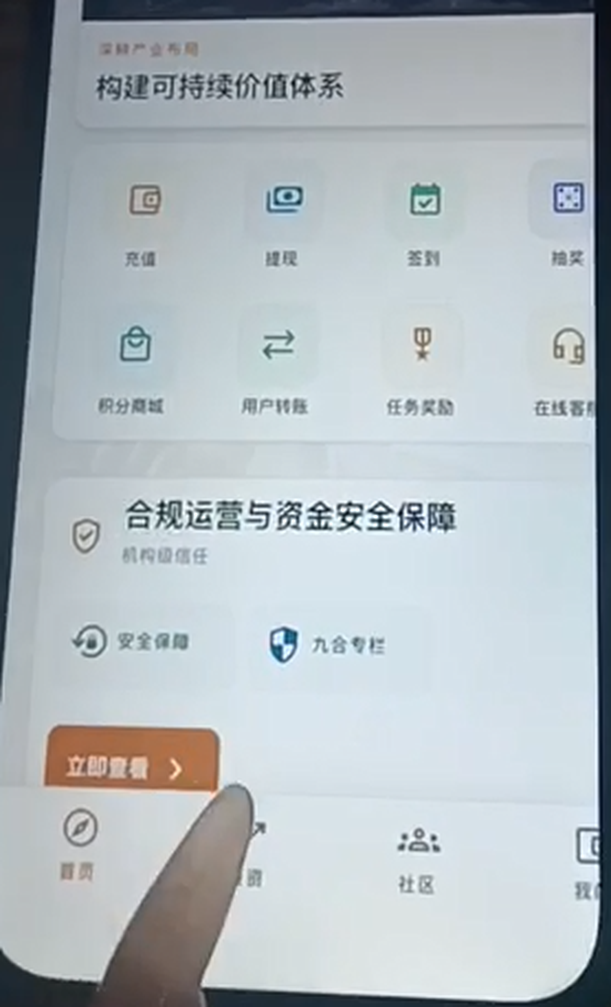 深耕产业布局
构建可持续价值体系
充值
提现
签到
抽奖
积分商城
用户转账
任务奖励
在线客
合规运营与资金安全保障
机构级信任
安全保障
九合专栏
立即查看
首页
资
社区
我